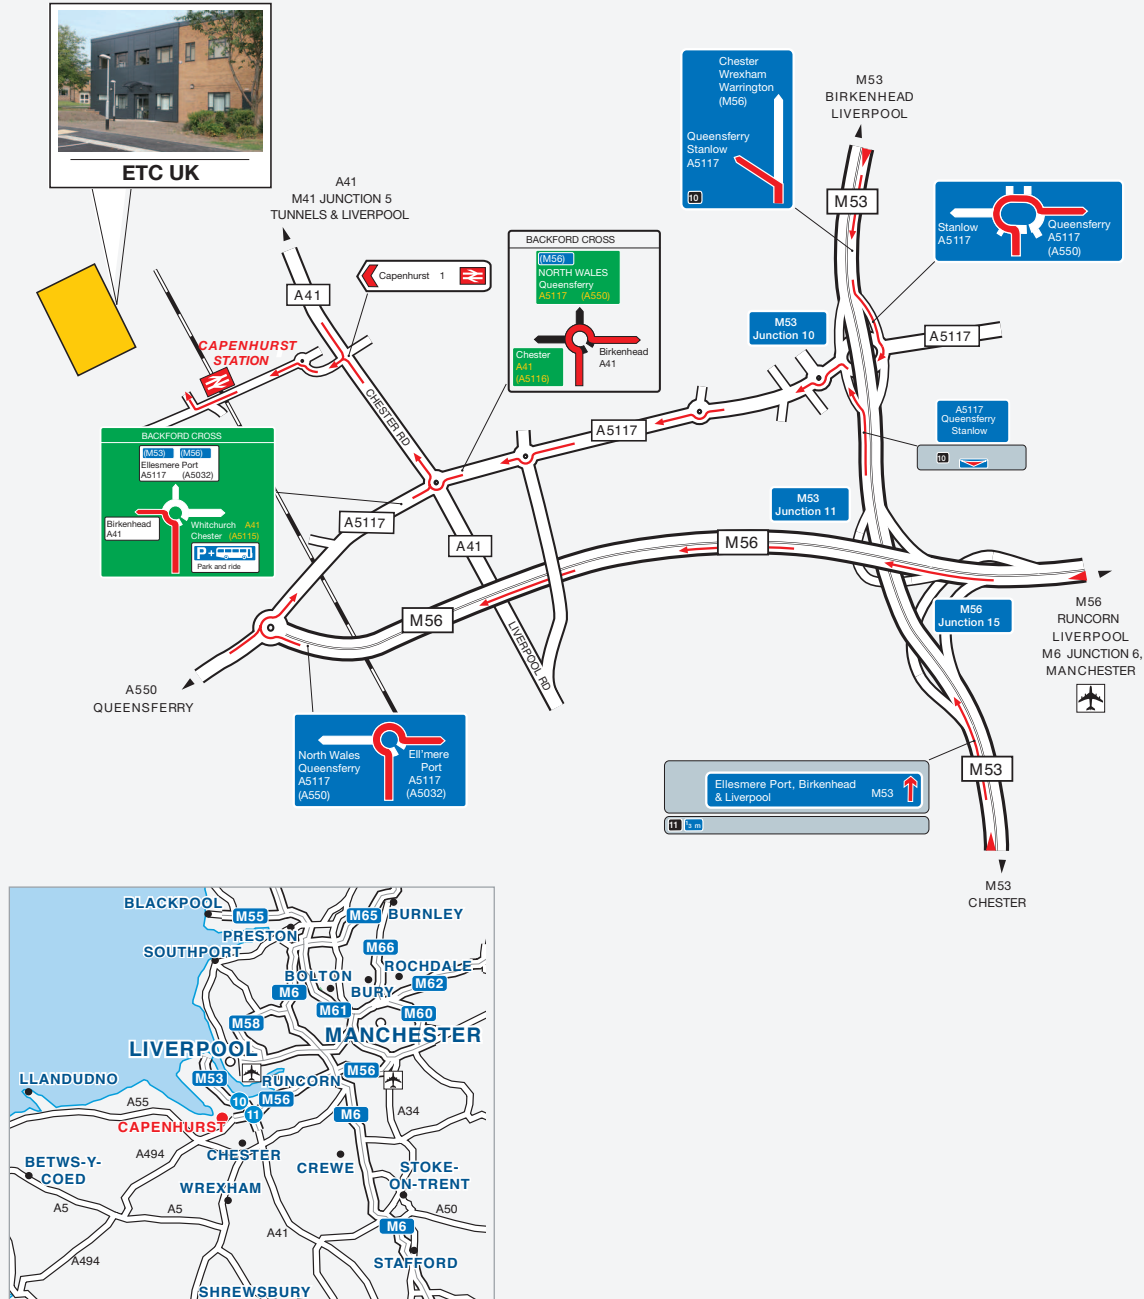 ETC UK
A41
M41 JUNCTION 5
TUNNELS & LIVERPOOL
A41
Capenhurst 1
CAPENHURST
STATION
CHESTER RD
BACKFORD CROSS
(M56)
NORTH WALES
Queensferry
A5117 (A550)
Chester
A41
(A5116)
Birkenhead
A41
Chester
Wrexham
Warrington
(M56)
Queensferry
Stanlow
A5117
10
M53
BIRKENHEAD
LIVERPOOL
M53
Stanlow
A5117
Queensferry
A5117
(A550)
M53
Junction 10
A5117
A5117
A5117
Queensferry
Stanlow
10
BACKFORD CROSS
(M53) (M56)
Ellesmere Port
A5117 (A5032)
Birkenhead
A41
Whitchurch A41
Chester (A5115)
P+
Park and ride
A5117
A41
M53
Junction 11
M56
M56
LIVERPOOL RD
M56
Junction 15
M56
RUNCORN
LIVERPOOL
M6 JUNCTION 6,
MANCHESTER
A550
QUEENSFERRY
North Wales
Queensferry
A5117
(A550)
Ell'mere
Port
A5117
(A5032)
Ellesmere Port, Birkenhead
& Liverpool
M53
11
M53
M53
CHESTER
BLACKPOOL
M55
M65
BURNLEY
PRESTON
SOUTHPORT
M66
BOLTON
ROCHDALE
M6
BURY
M62
M61
M60
M58
MANCHESTER
LIVERPOOL
M53
RUNCORN
M56
LLANDUDNO
10
M56
A55
11
M6
A34
CAPENHURST
A494
CHESTER
BETWS-Y-
COED
CREWE
STOKE-
ON-TRENT
WREXHAM
A5
A5
A50
A41
M6
A494
STAFFORD
SHREWSBURY